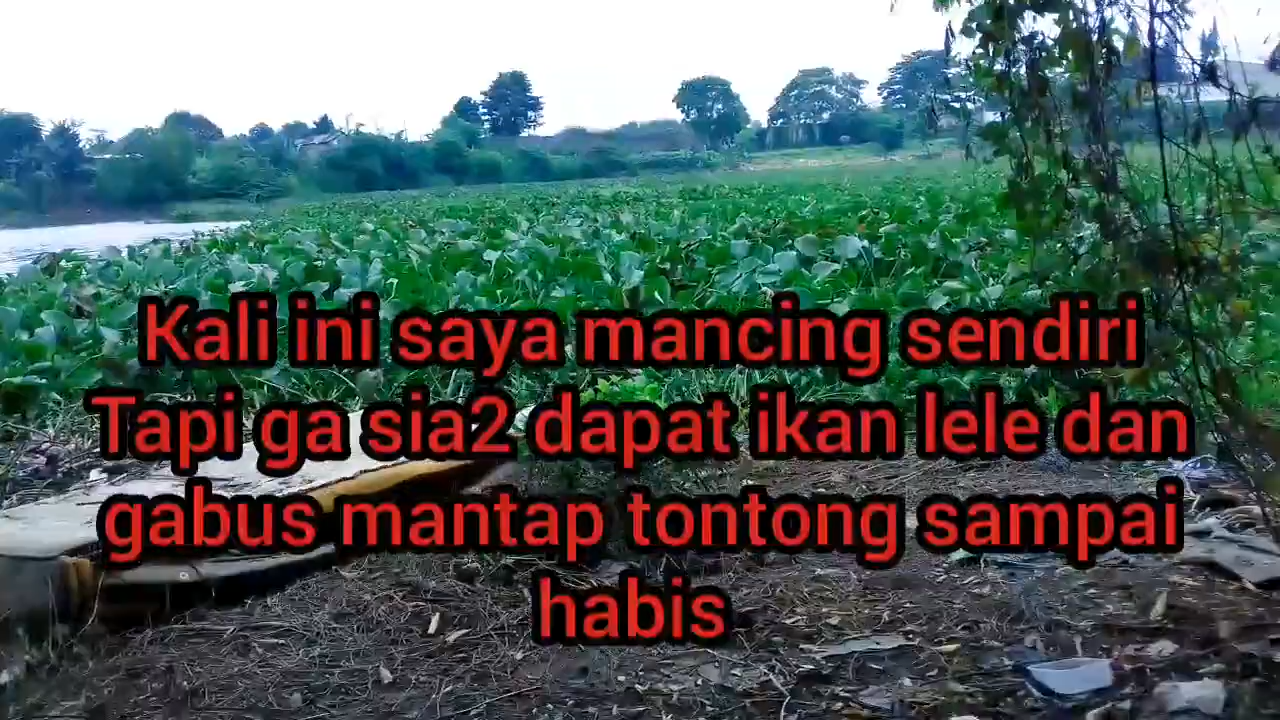 Kali ini saya mancing sendiri
Tapi ga sia2 dapat ikan lele dan
gabus mantap tontong sampai
habis